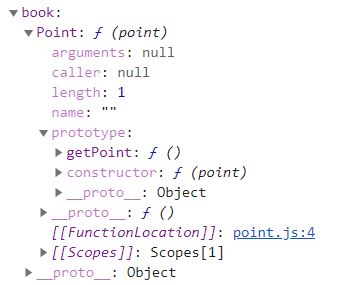 book:
Point: ƒ (point)
arguments: null
caller: null
length: 1
name: ""
prototype:
getPoint: ƒ ()
constructor: ƒ (point)
__proto__: Object
__proto__: ƒ ()
[[FunctionLocation]]: point.js:4
[[Scopes]]: Scopes[1]
__proto__: Object